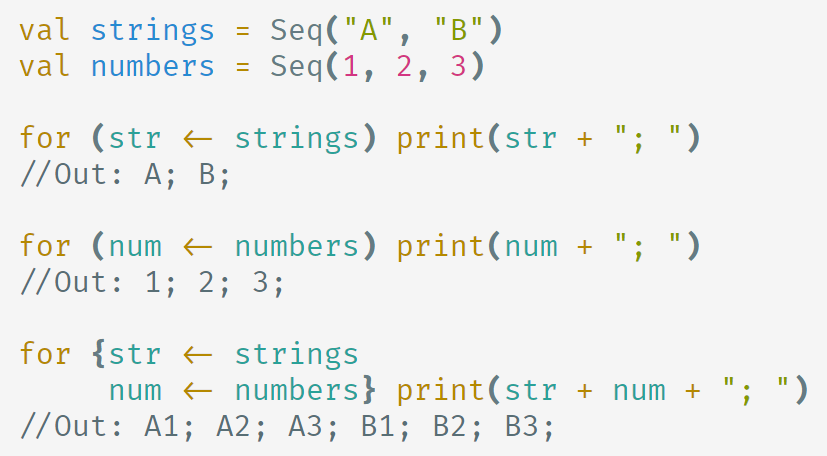 val strings = Seq("A", "B")
val numbers = Seq(1, 2, 3)
for (str ← strings) print(str + "; ")
//Out: A; B;
for (num ← numbers) print(num + "; ")
//Out: 1; 2; 3;
for {str ← strings
     num ← numbers} print(str + num + "; ")
//Out: A1; A2; A3; B1; B2; B3;